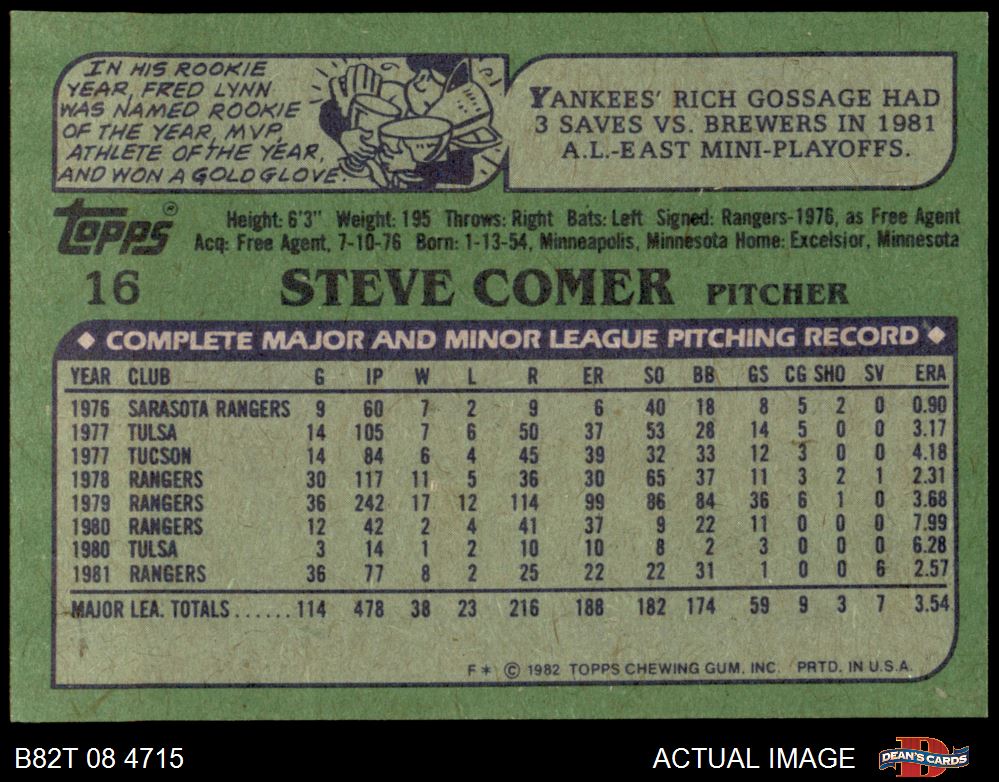 IN HIS ROOKIE
YEAR, FRED LYNN
WAS NAMED ROOKIE
OF THE YEAR, MVP,
ATHLETE OF THE YEAR,
AND WON A GOLD GLOVE.
YANKEES' RICH GOSSAGE HAD
3 SAVES VS. BREWERS IN 1981
A.L.-EAST MINI-PLAYOFFS.
topps®
Height: 6'3" Weight: 195 Throws: Right Bats: Left Signed: Rangers-1976, as Free Agent
Acq: Free Agent, 7-10-76 Born: 1-13-54, Minneapolis, Minnesota Home: Excelsior, Minnesota
16 STEVE COMER PITCHER
◆ COMPLETE MAJOR AND MINOR LEAGUE PITCHING RECORD ◆
YEAR CLUB G IP W L R ER SO BB GS CG SHO SV ERA
1976 SARASOTA RANGERS 9 60 7 2 9 6 40 18 8 5 2 0 0.90
1977 TULSA 14 105 7 6 50 37 53 28 14 5 0 0 3.17
1977 TUCSON 14 84 6 4 45 39 32 33 12 3 0 0 4.18
1978 RANGERS 30 117 11 5 36 30 65 37 11 3 2 1 2.31
1979 RANGERS 36 242 17 12 114 99 86 84 36 6 1 0 3.68
1980 RANGERS 12 42 2 4 41 37 9 22 11 0 0 0 7.99
1980 TULSA 3 14 1 2 10 10 8 2 3 0 0 0 6.28
1981 RANGERS 36 77 8 2 25 22 22 31 1 0 0 6 2.57
MAJOR LEA. TOTALS ...... 114 478 38 23 216 188 182 174 59 9 3 7 3.54
F * © 1982 TOPPS CHEWING GUM, INC. PRTD. IN U.S.A.
B82T 08 4715 ACTUAL IMAGE DEAN'S CARDS